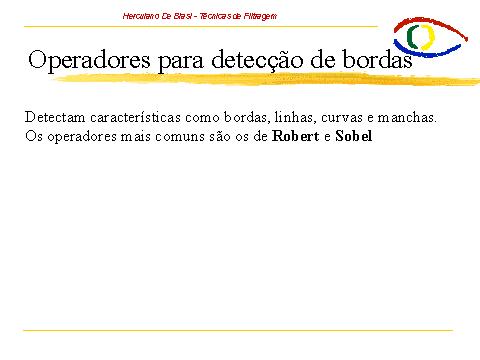 Herculano De Biasi - Técnicas de Filtragem
Operadores para detecção de bordas
Detectam características como bordas, linhas, curvas e manchas.
Os operadores mais comuns são os de Robert e Sobel